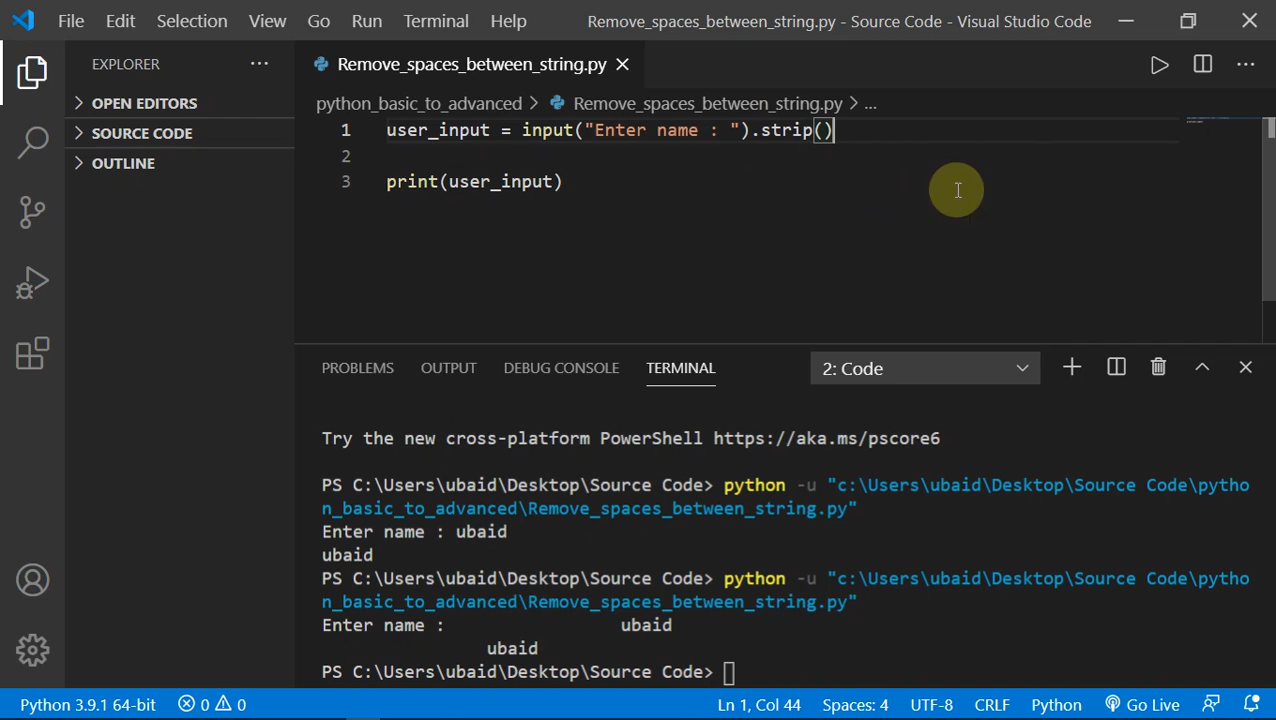 File Edit Selection View Go Run Terminal Help Remove_spaces_between_string.py - Source Code - Visual Studio Code
EXPLORER
OPEN EDITORS
SOURCE CODE
OUTLINE
Remove_spaces_between_string.py
python_basic_to_advanced > Remove_spaces_between_string.py > ...
1 user_input = input("Enter name : ").strip()
2
3 print(user_input)
PROBLEMS OUTPUT DEBUG CONSOLE TERMINAL 2: Code
Try the new cross-platform PowerShell https://aka.ms/pscore6
PS C:\Users\ubaid\Desktop\Source Code> python -u "c:\Users\ubaid\Desktop\Source Code\pytho
n_basic_to_advanced\Remove_spaces_between_string.py"
Enter name : ubaid
ubaid
PS C:\Users\ubaid\Desktop\Source Code> python -u "c:\Users\ubaid\Desktop\Source Code\pytho
n_basic_to_advanced\Remove_spaces_between_string.py"
Enter name :                 ubaid
                ubaid
PS C:\Users\ubaid\Desktop\Source Code>
Python 3.9.1 64-bit 0 0 Ln 1, Col 44 Spaces: 4 UTF-8 CRLF Python Go Live